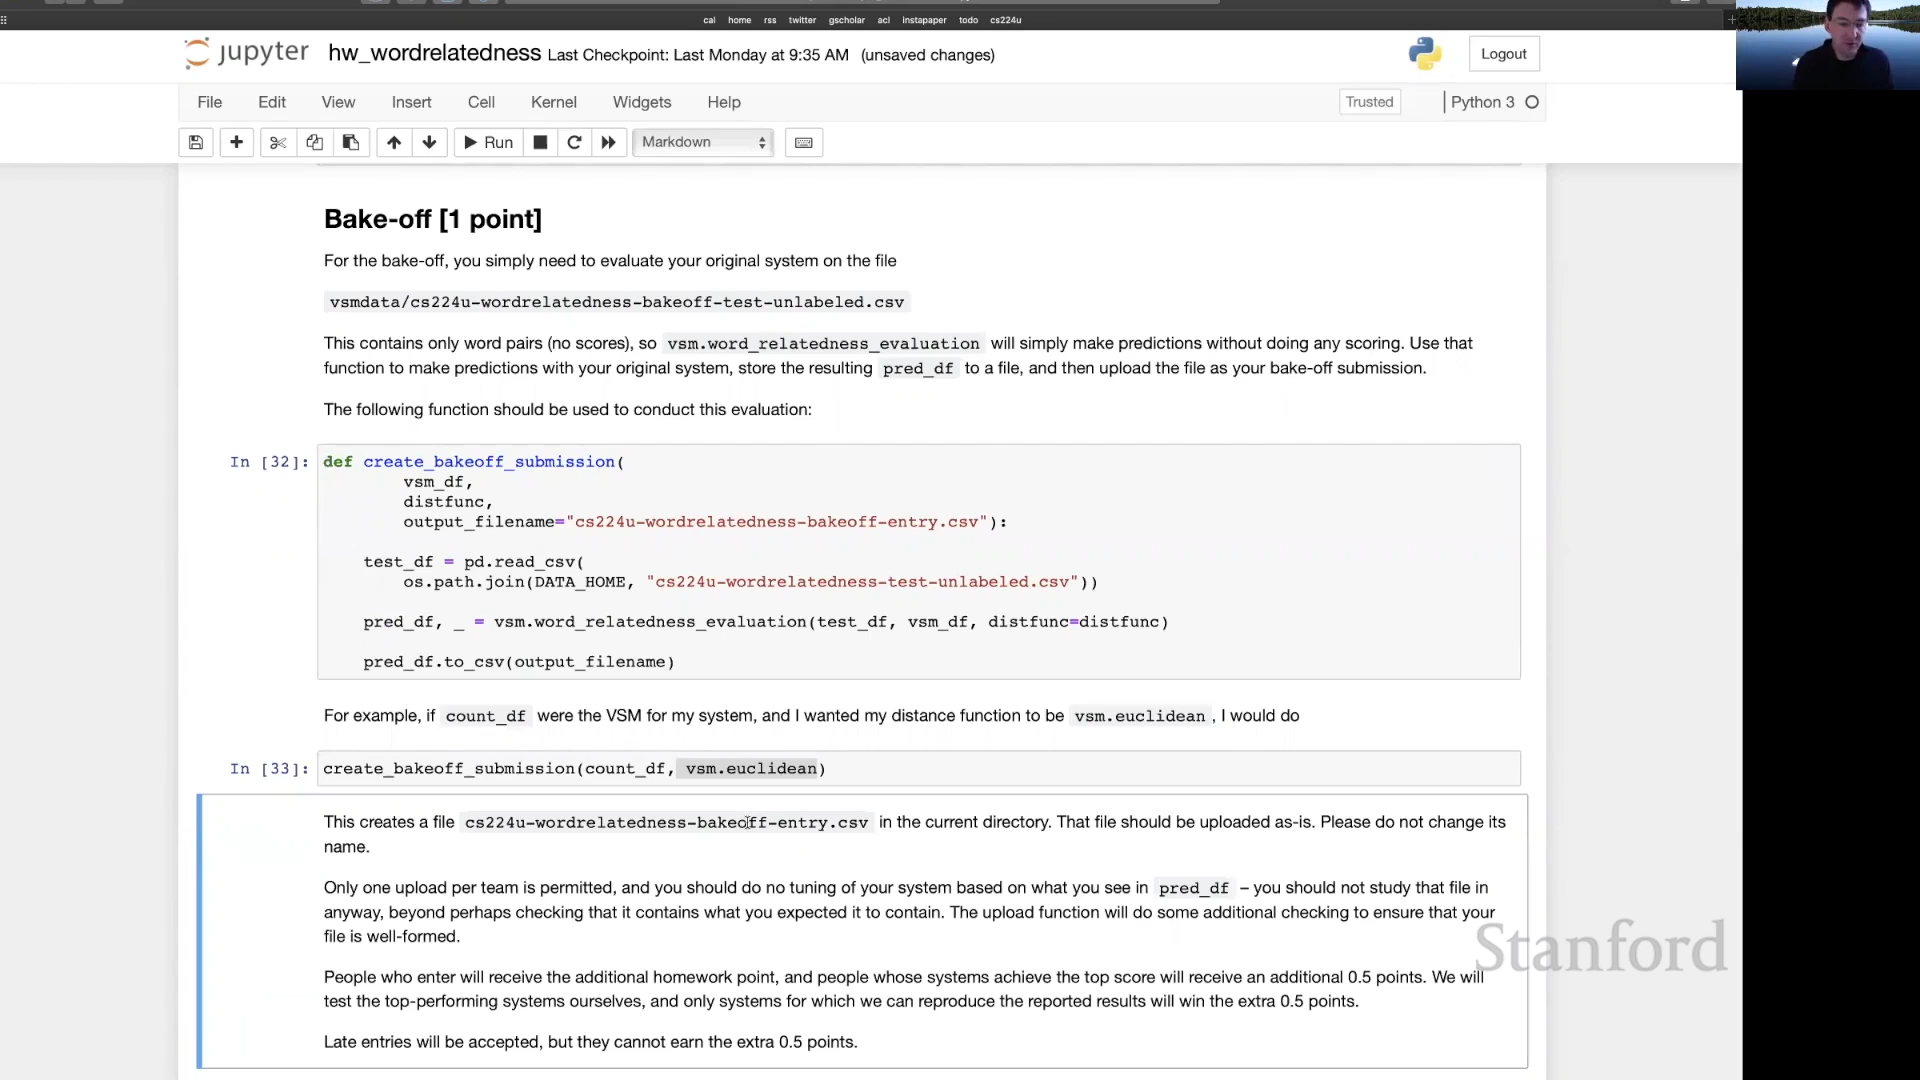 cal home rss twitter gscholar acl instapaper todo cs224u
jupyter hw_wordrelatedness Last Checkpoint: Last Monday at 9:35 AM (unsaved changes)
Logout
File Edit View Insert Cell Kernel Widgets Help
Trusted
Python 3
Run
Markdown
Bake-off [1 point]
For the bake-off, you simply need to evaluate your original system on the file
vsmdata/cs224u-wordrelatedness-bakeoff-test-unlabeled.csv
This contains only word pairs (no scores), so vsm.word_relatedness_evaluation will simply make predictions without doing any scoring. Use that
function to make predictions with your original system, store the resulting pred_df to a file, and then upload the file as your bake-off submission.
The following function should be used to conduct this evaluation:
In [32]: def create_bakeoff_submission(
vsm_df,
distfunc,
output_filename="cs224u-wordrelatedness-bakeoff-entry.csv"):
test_df = pd.read_csv(
os.path.join(DATA_HOME, "cs224u-wordrelatedness-test-unlabeled.csv"))
pred_df, _ = vsm.word_relatedness_evaluation(test_df, vsm_df, distfunc=distfunc)
pred_df.to_csv(output_filename)
For example, if count_df were the VSM for my system, and I wanted my distance function to be vsm.euclidean , I would do
In [33]: create_bakeoff_submission(count_df, vsm.euclidean)
This creates a file cs224u-wordrelatedness-bakeoff-entry.csv in the current directory. That file should be uploaded as-is. Please do not change its
name.
Only one upload per team is permitted, and you should do no tuning of your system based on what you see in pred_df – you should not study that file in
anyway, beyond perhaps checking that it contains what you expected it to contain. The upload function will do some additional checking to ensure that your
file is well-formed.
Stanford
People who enter will receive the additional homework point, and people whose systems achieve the top score will receive an additional 0.5 points. We will
test the top-performing systems ourselves, and only systems for which we can reproduce the reported results will win the extra 0.5 points.
Late entries will be accepted, but they cannot earn the extra 0.5 points.